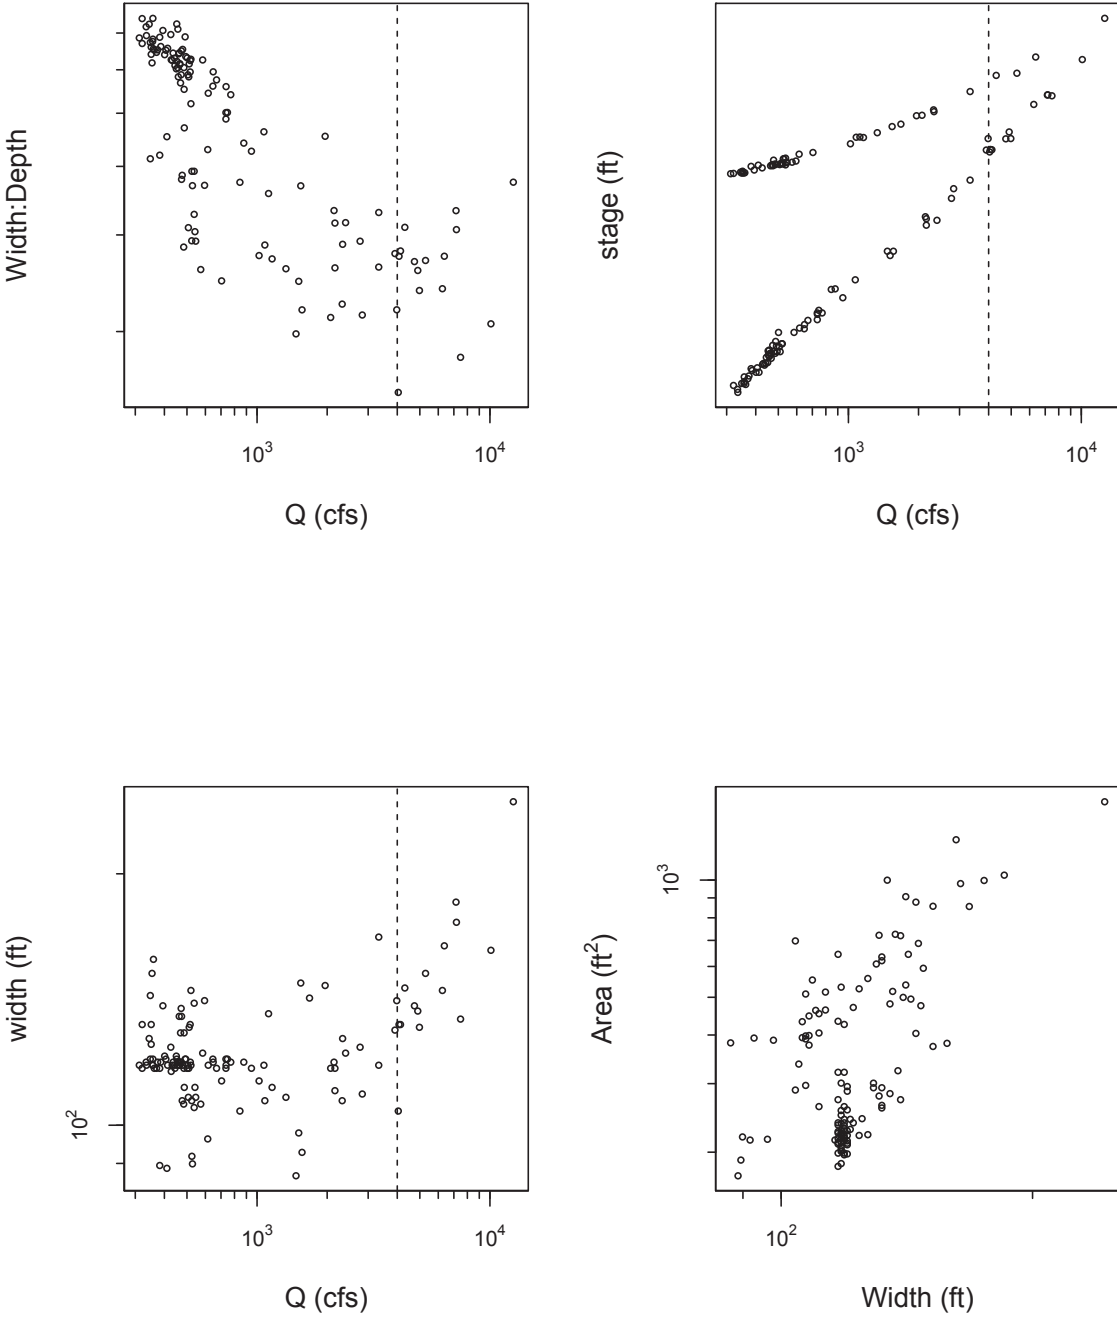 Width:Depth
10^3
10^4
Q (cfs)
stage (ft)
10^3
10^4
Q (cfs)
width (ft)
10^2
10^3
10^4
Q (cfs)
Area (ft^2)
10^3
10^2
Width (ft)